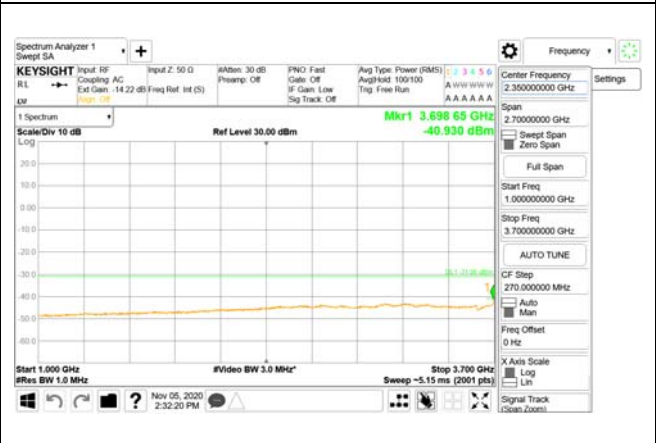 Spectrum Analyzer 1
Swept SA
Frequency
KEYSIGHT
RL
Input: RF
Coupling: AC
Ext Gain: -14.22 dB
Align: Off
Input Z: 50 Ω
Freq Ref: Int (S)
#Atten: 30 dB
Preamp: Off
PNO: Fast
Gate: Off
IF Gain: Low
Sig Track: Off
Avg Type: Power (RMS)
Avg|Hold: 100/100
Trig: Free Run
1 2 3 4 5 6
A W W W W W
A A A A A A
1 Spectrum
Scale/Div 10 dB
Log
Ref Level 30.00 dBm
Mkr1 3.698 65 GHz
-40.930 dBm
20.0
10.0
0.00
-10.0
-20.0
-30.0
-40.0
-50.0
-60.0
1
Start 1.000 GHz
#Res BW 1.0 MHz
#Video BW 3.0 MHz*
Stop 3.700 GHz
Sweep ~5.15 ms (2001 pts)
Nov 05, 2020
2:32:20 PM
?
Center Frequency
2.350000000 GHz
Settings
Span
2.70000000 GHz
Swept Span
Zero Span
Full Span
Start Freq
1.000000000 GHz
Stop Freq
3.700000000 GHz
AUTO TUNE
CF Step
270.000000 MHz
Auto
Man
Freq Offset
0 Hz
X Axis Scale
Log
Lin
Signal Track
(Span Zoom)